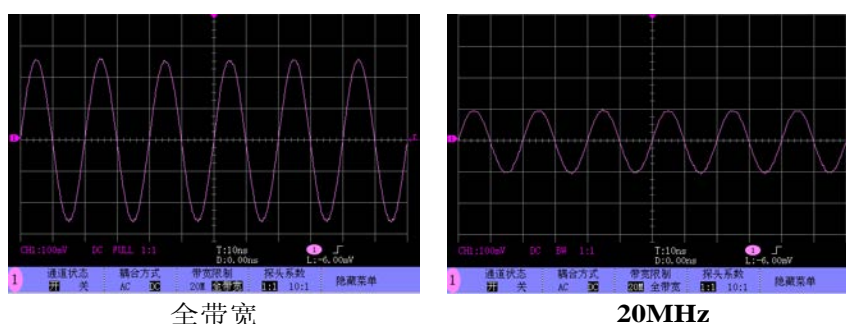 CH1:100mV DC FULL 1:1 T:10ns D:0.00ns 1 L:-6.00mV
1 通道状态 开 关 耦合方式 AC DC 带宽限制 20M 全带宽 探头系数 1:1 10:1 隐藏菜单
全带宽
CH1:100mV DC BW 1:1 T:10ns D:0.00ns 1 L:-6.00mV
1 通道状态 开 关 耦合方式 AC DC 带宽限制 20M 全带宽 探头系数 1:1 10:1 隐藏菜单
20MHz